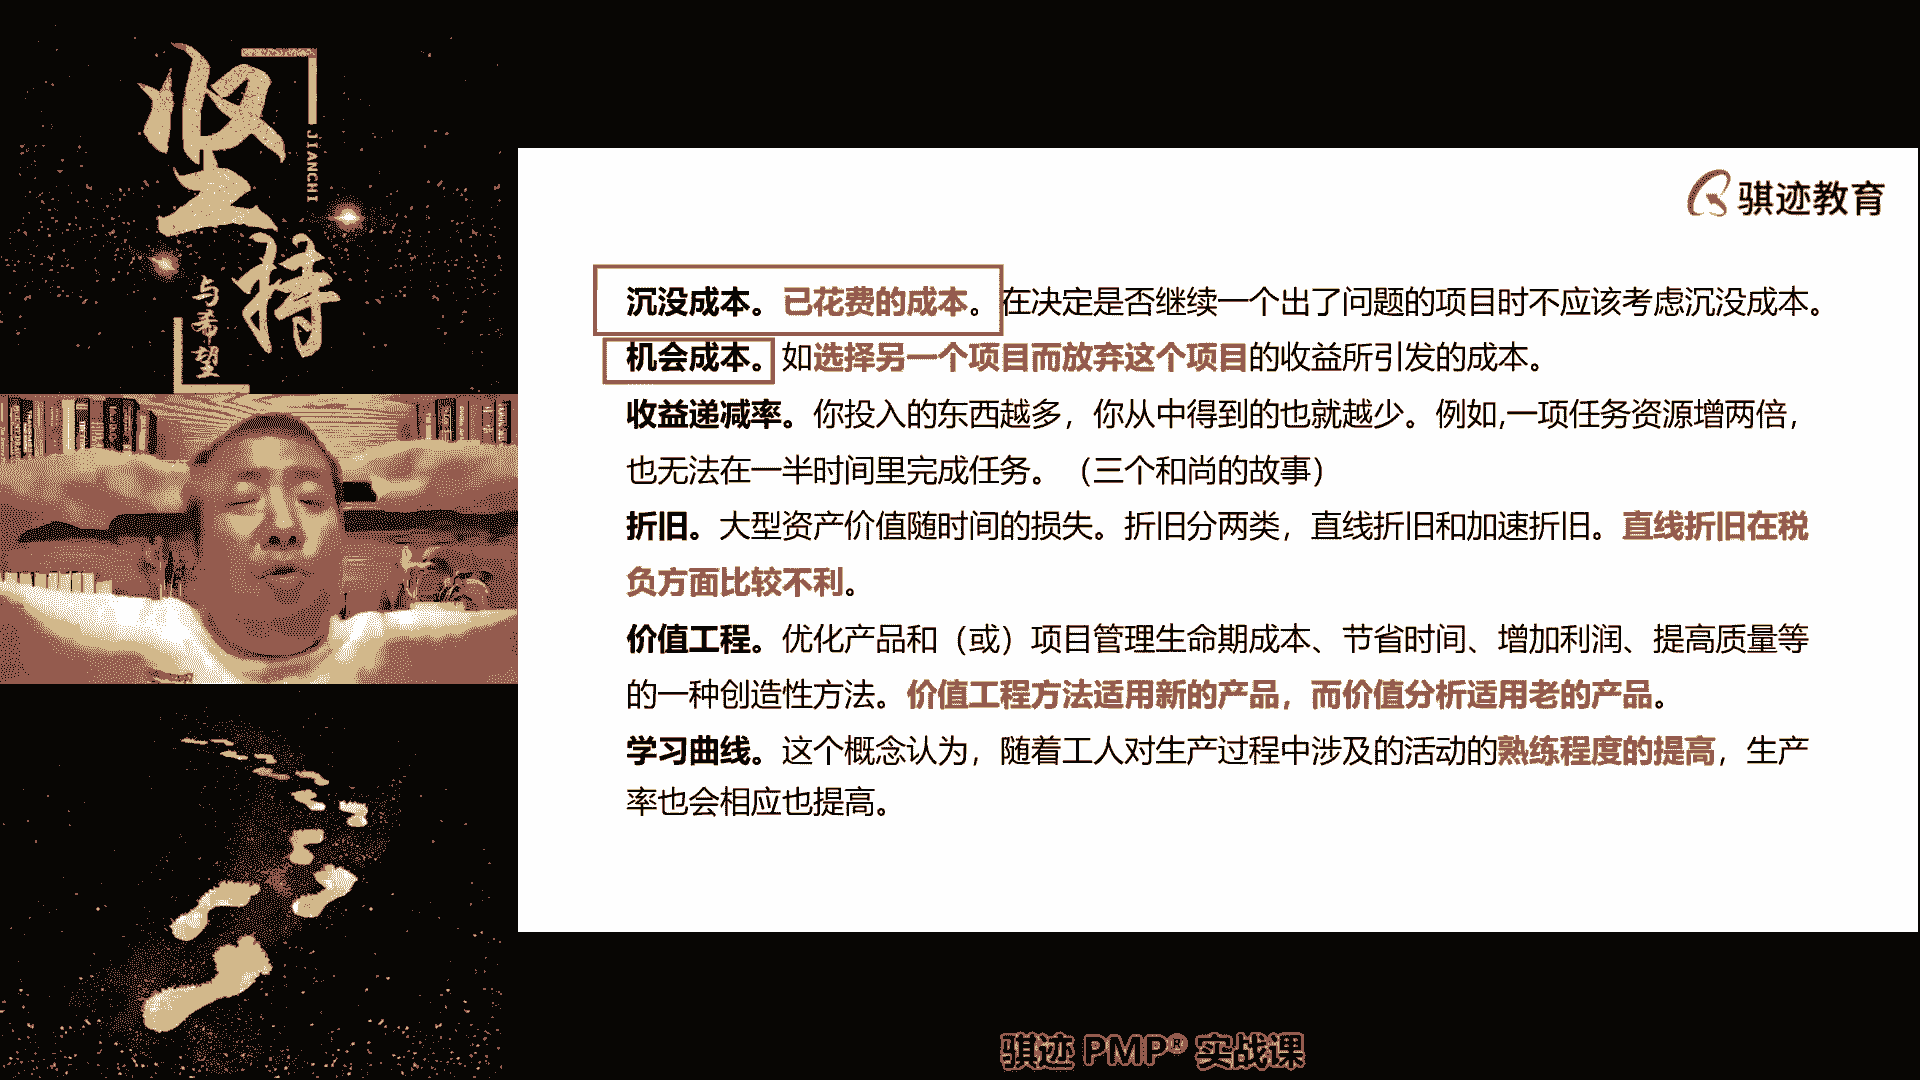 坚持
JIANCHI
与希望
骐迹教育
沉没成本。已花费的成本。在决定是否继续一个出了问题的项目时不应该考虑沉没成本。
机会成本。如选择另一个项目而放弃这个项目的收益所引发的成本。
收益递减率。你投入的东西越多，你从中得到的也就越少。例如,一项任务资源增两倍，
也无法在一半时间里完成任务。（三个和尚的故事）
折旧。大型资产价值随时间的损失。折旧分两类，直线折旧和加速折旧。直线折旧在税
负方面比较不利。
价值工程。优化产品和（或）项目管理生命期成本、节省时间、增加利润、提高质量等
的一种创造性方法。价值工程方法适用新的产品，而价值分析适用老的产品。
学习曲线。这个概念认为，随着工人对生产过程中涉及的活动的熟练程度的提高，生产
率也会相应也提高。
骐迹 PMP® 实战课